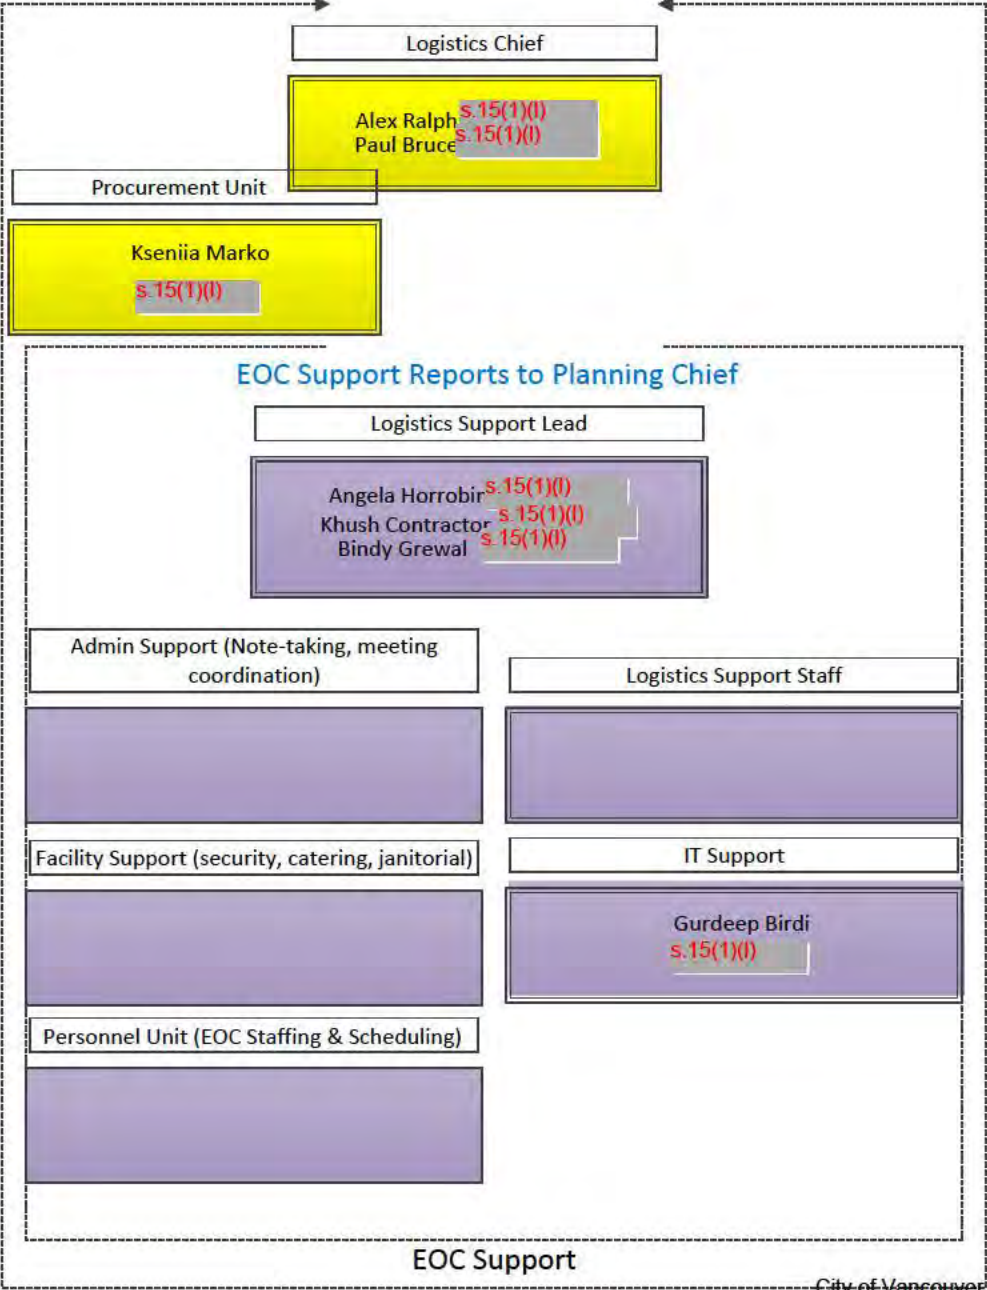 Logistics Chief
Alex Ralph s.15(1)(l)
Paul Bruce s.15(1)(l)
Procurement Unit
Kseniia Marko
s.15(1)(l)
EOC Support Reports to Planning Chief
Logistics Support Lead
Angela Horrobin s.15(1)(l)
Khush Contractor s.15(1)(l)
Bindy Grewal s.15(1)(l)
Admin Support (Note-taking, meeting
coordination)
Logistics Support Staff
Facility Support (security, catering, janitorial)
IT Support
Gurdeep Birdi
s.15(1)(l)
Personnel Unit (EOC Staffing & Scheduling)
EOC Support
City of Vancouver